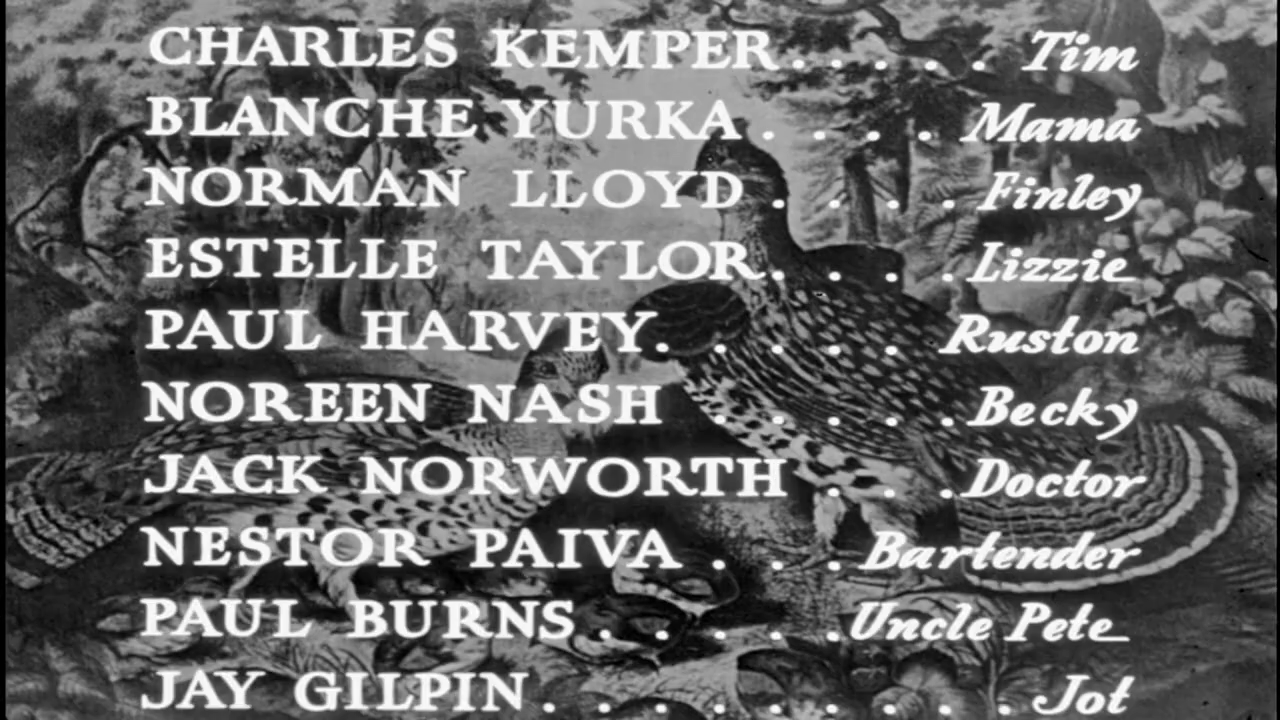 CHARLES KEMPER. . . . . . Tim
BLANCHE YURKA . . . . Mama
NORMAN LLOYD . . . . Finley
ESTELLE TAYLOR. . . . Lizzie
PAUL HARVEY. . . . . Ruston
NOREEN NASH . . . . . Becky
JACK NORWORTH . . . Doctor
NESTOR PAIVA . . . Bartender
PAUL BURNS . . . . . Uncle Pete
JAY GILPIN. . . . . . . . . Jot